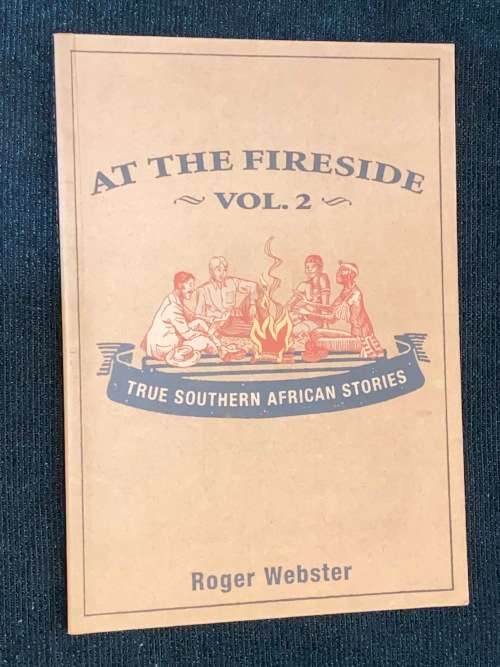 AT THE FIRESIDE
~ VOL. 2 ~
TRUE SOUTHERN AFRICAN STORIES
Roger Webster